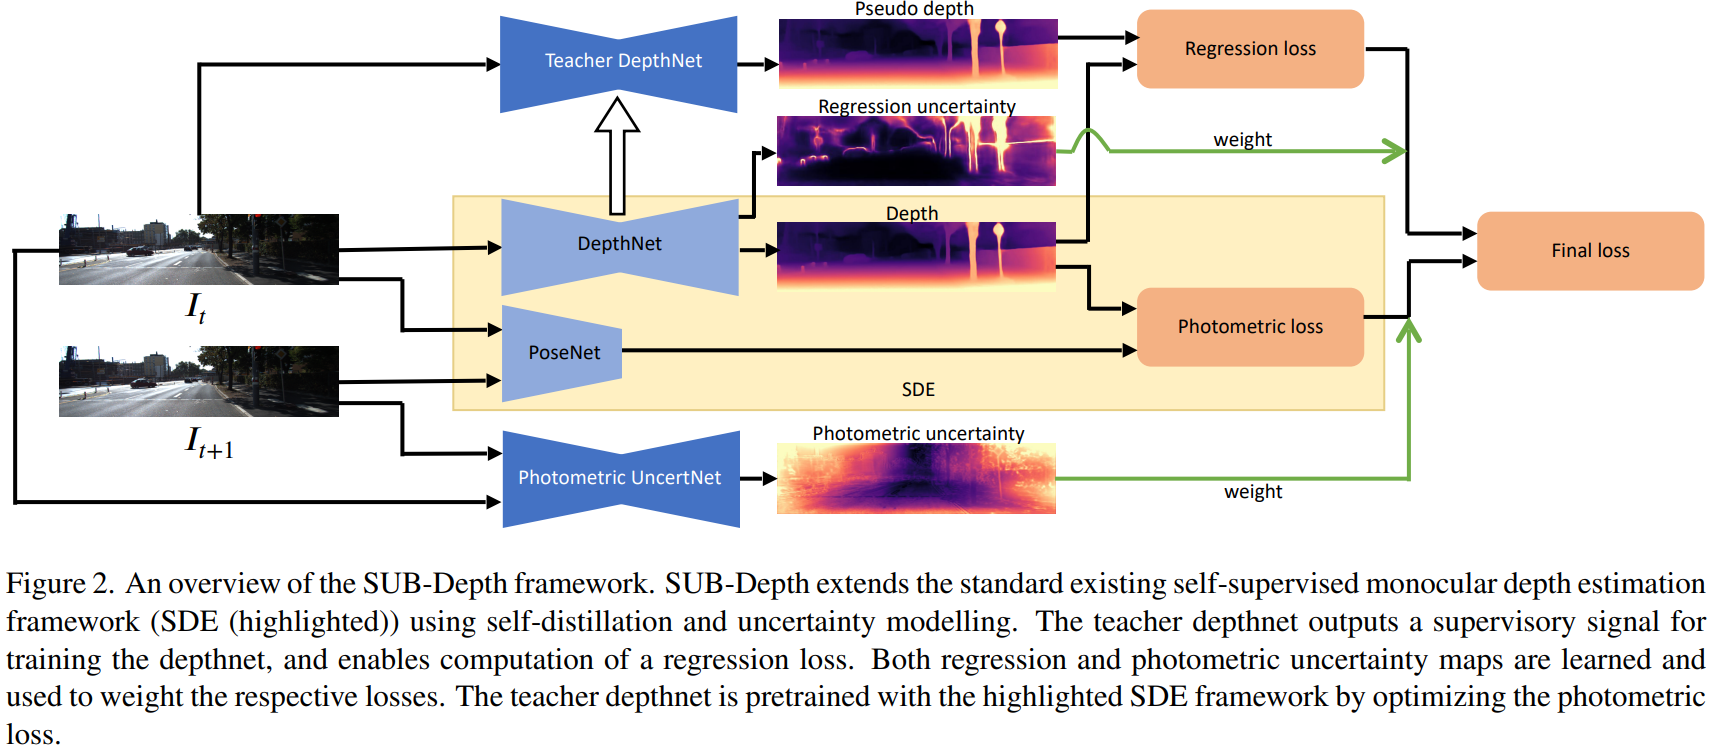 Pseudo depth
Teacher DepthNet
Regression loss
Regression uncertainty
weight
Depth
DepthNet
Final loss
I_t
Photometric loss
PoseNet
SDE
I_{t+1}
Photometric uncertainty
Photometric UncertNet
weight
Figure 2. An overview of the SUB-Depth framework. SUB-Depth extends the standard existing self-supervised monocular depth estimation
framework (SDE (highlighted)) using self-distillation and uncertainty modelling. The teacher depthnet outputs a supervisory signal for
training the depthnet, and enables computation of a regression loss. Both regression and photometric uncertainty maps are learned and
used to weight the respective losses. The teacher depthnet is pretrained with the highlighted SDE framework by optimizing the photometric
loss.